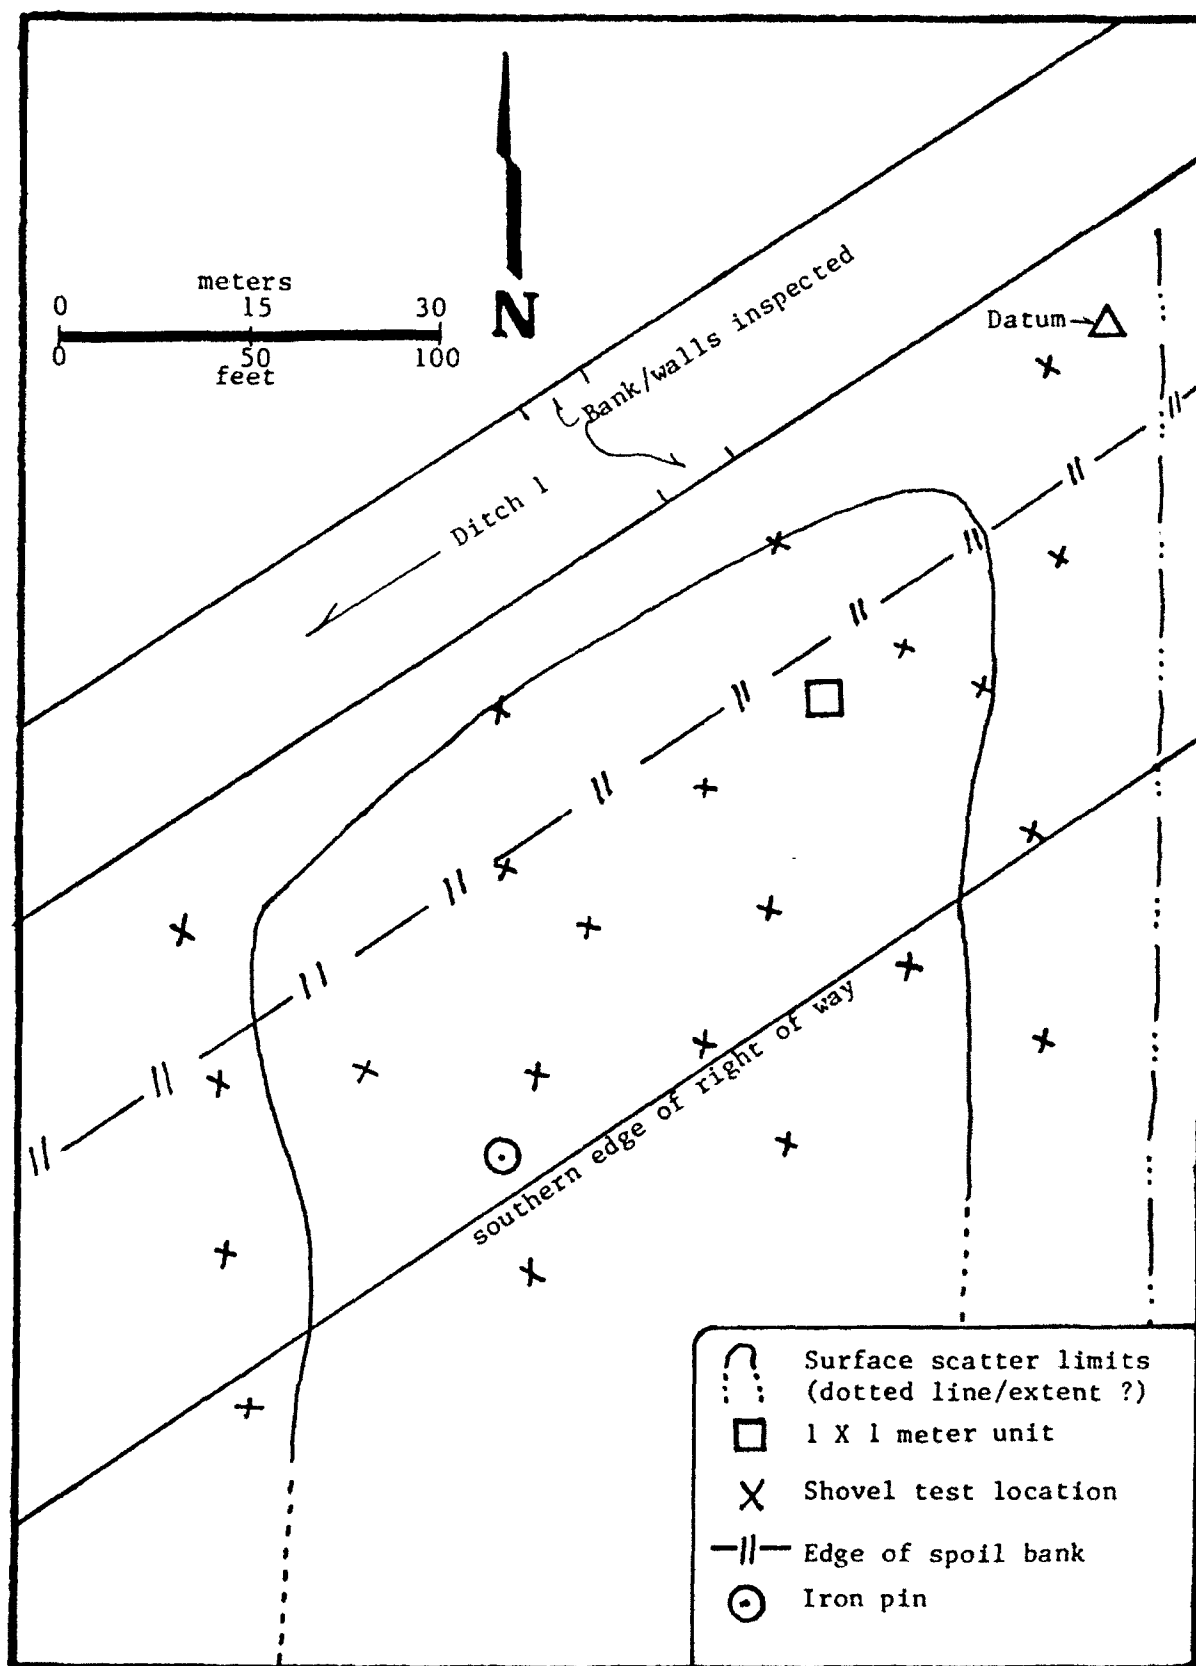 N
meters
0 15 30
0 50 100
feet
Bank/walls inspected
Ditch 1
Datum
southern edge of right of way
Surface scatter limits
(dotted line/extent ?)
1 X 1 meter unit
Shovel test location
Edge of spoil bank
Iron pin